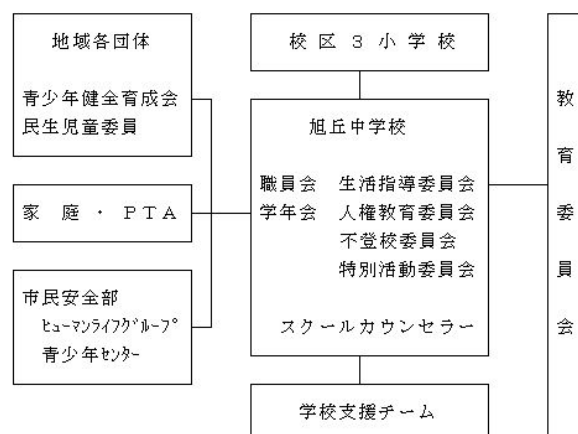 地域各団体
青少年健全育成会
民生児童委員
家 庭 ・ ＰＴＡ
市民安全部
ﾋｭｰﾏﾝﾗｲﾌｸﾞﾙｰﾌﾟ
青少年ｾﾝﾀｰ
校 区 ３ 小 学 校
旭丘中学校
職員会 生活指導委員会
学年会 人権教育委員会
不登校委員会
特別活動委員会
スクールカウンセラー
学校支援チーム
教
育
委
員
会